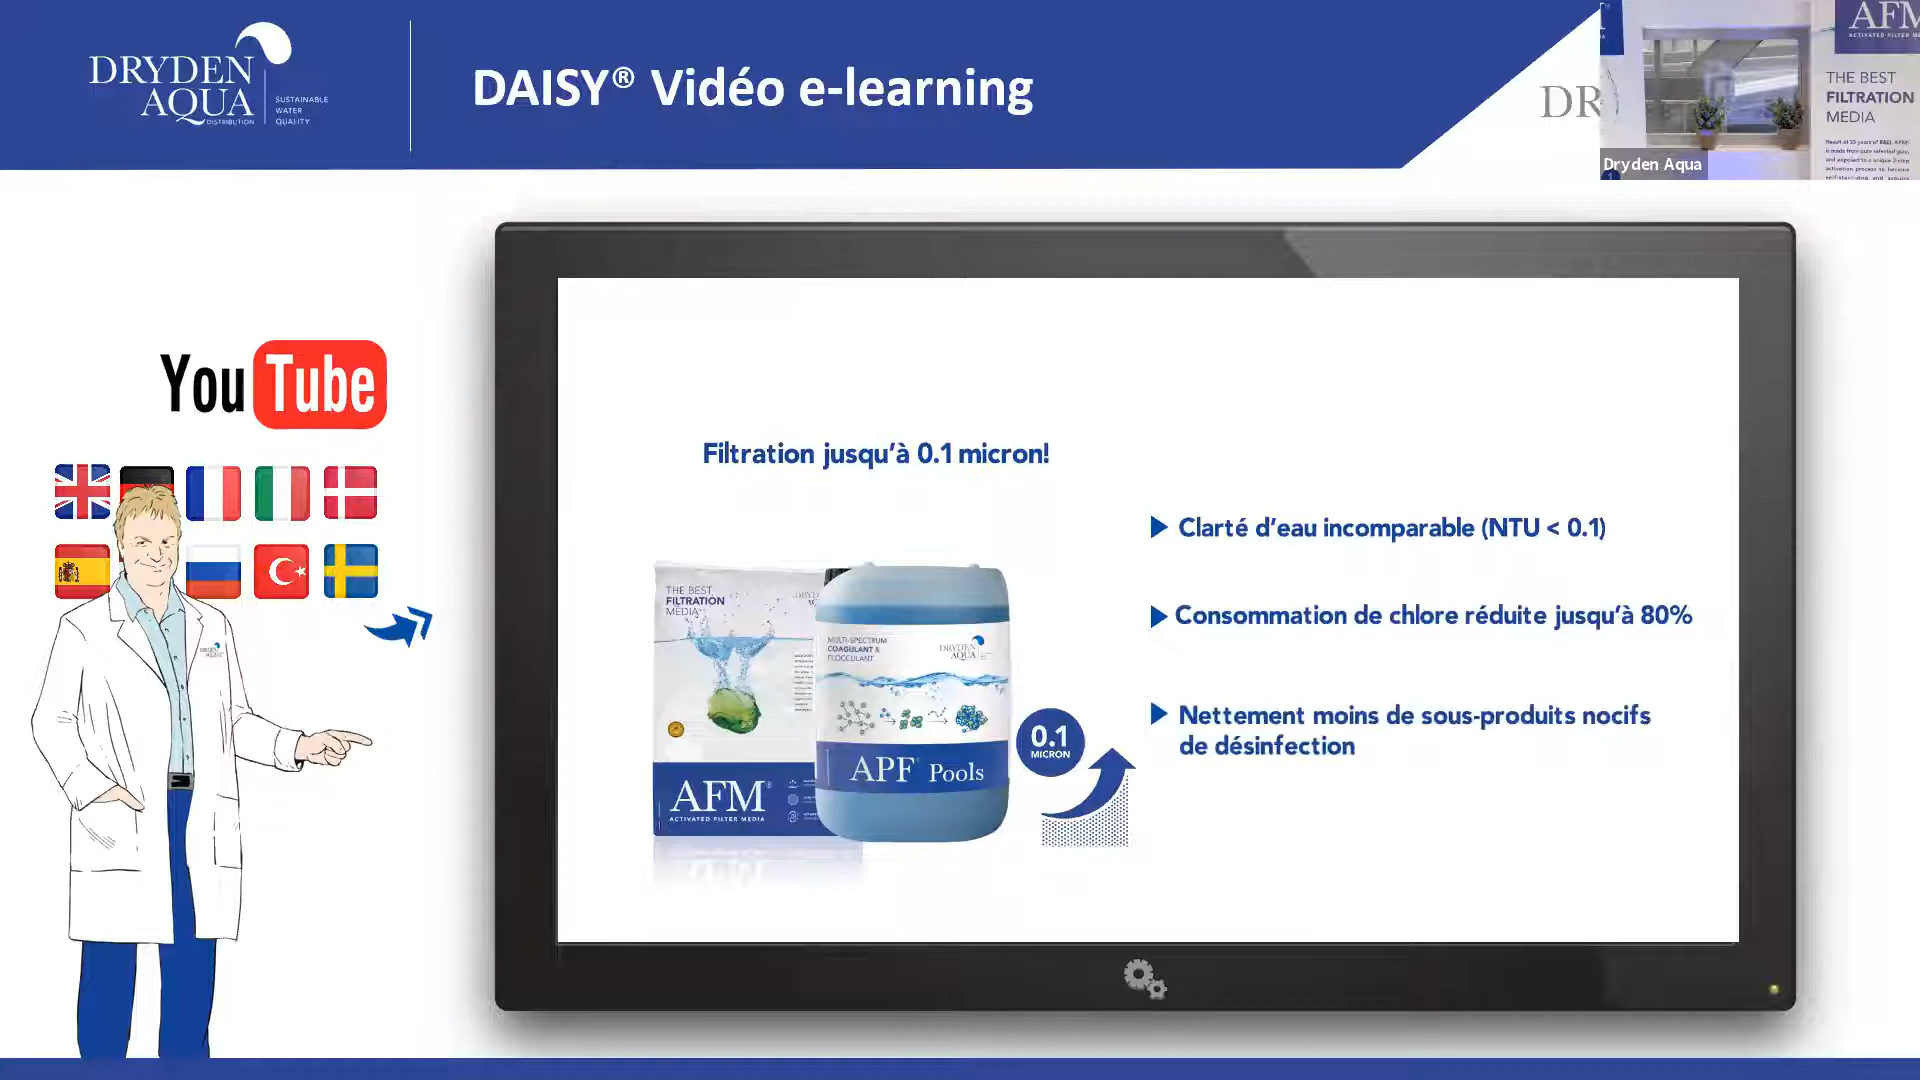 DRYDEN
AQUA
DISTRIBUTION
SUSTAINABLE
WATER
QUALITY
DAISY® Vidéo e-learning
DR
AFM
THE BEST
FILTRATION
MEDIA
Dryden Aqua
You Tube
Filtration jusqu'à 0.1 micron!
Clarté d'eau incomparable (NTU < 0.1)
Consommation de chlore réduite jusqu'à 80%
Nettement moins de sous-produits nocifs
de désinfection
THE BEST
FILTRATION
MEDIA
AFM®
ACTIVATED FILTER MEDIA
MULTI-SPECTRUM
COAGULANT &
FLOCCULANT
DRYDEN
AQUA
APF® Pools
0.1
MICRON